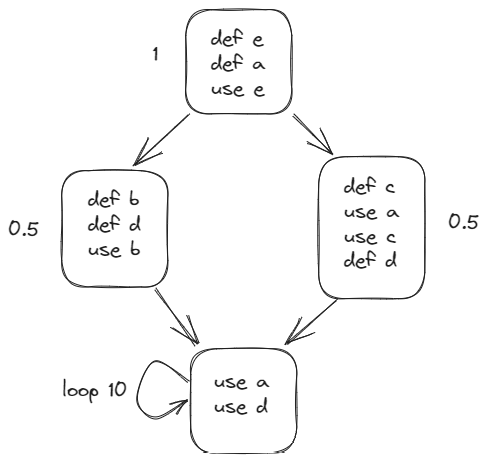 1
def e
def a
use e
0.5
def b
def d
use b
def c
use a
use c
def d
0.5
loop 10
use a
use d